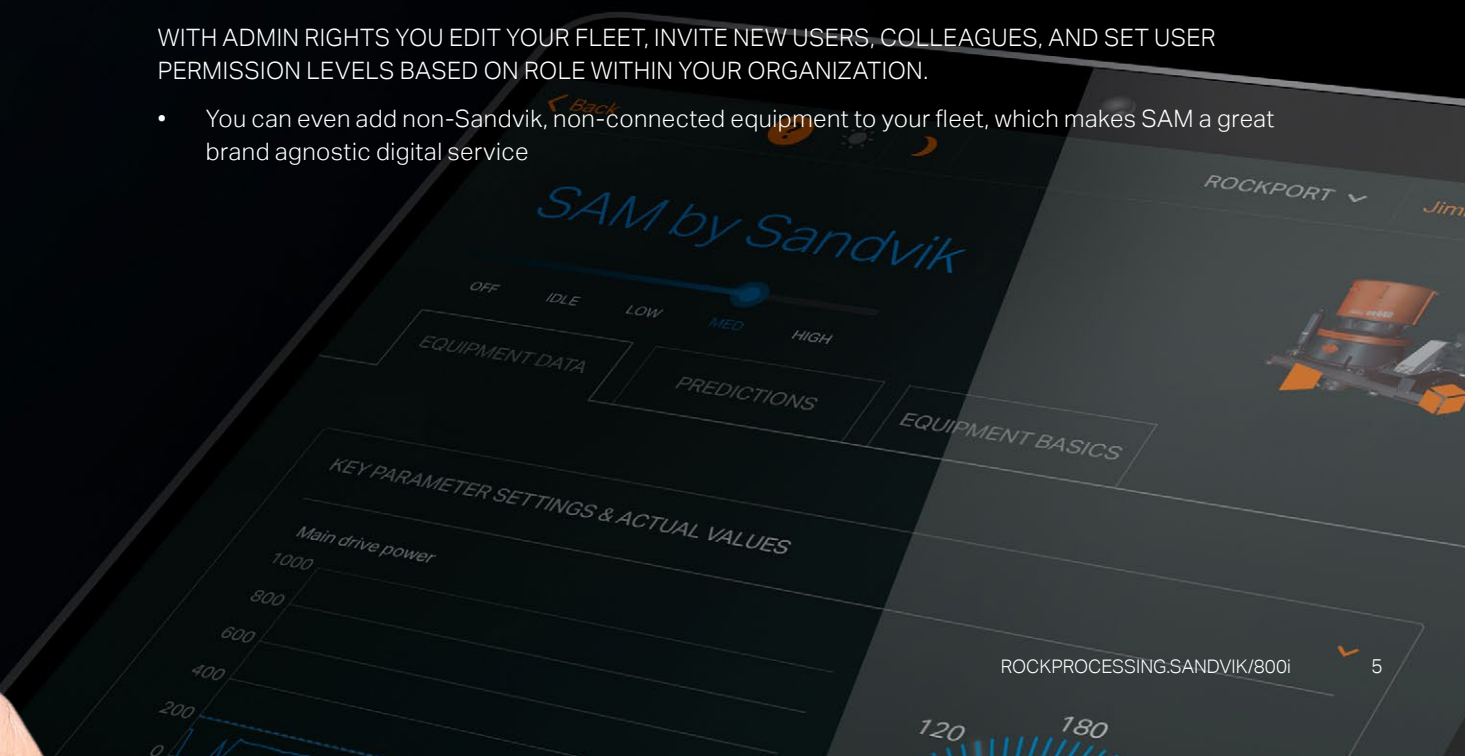 WITH ADMIN RIGHTS YOU EDIT YOUR FLEET, INVITE NEW USERS, COLLEAGUES, AND SET USER
PERMISSION LEVELS BASED ON ROLE WITHIN YOUR ORGANIZATION.
• You can even add non-Sandvik, non-connected equipment to your fleet, which makes SAM a great
brand agnostic digital service
Back
?
ROCKPORT
SAM by Sandvik
OFF IDLE LOW MED HIGH
EQUIPMENT DATA
PREDICTIONS
EQUIPMENT BASICS
KEY PARAMETER SETTINGS & ACTUAL VALUES
Main drive power
1000
800
600
400
200
0
120 180
ROCKPROCESSING.SANDVIK/800i 5